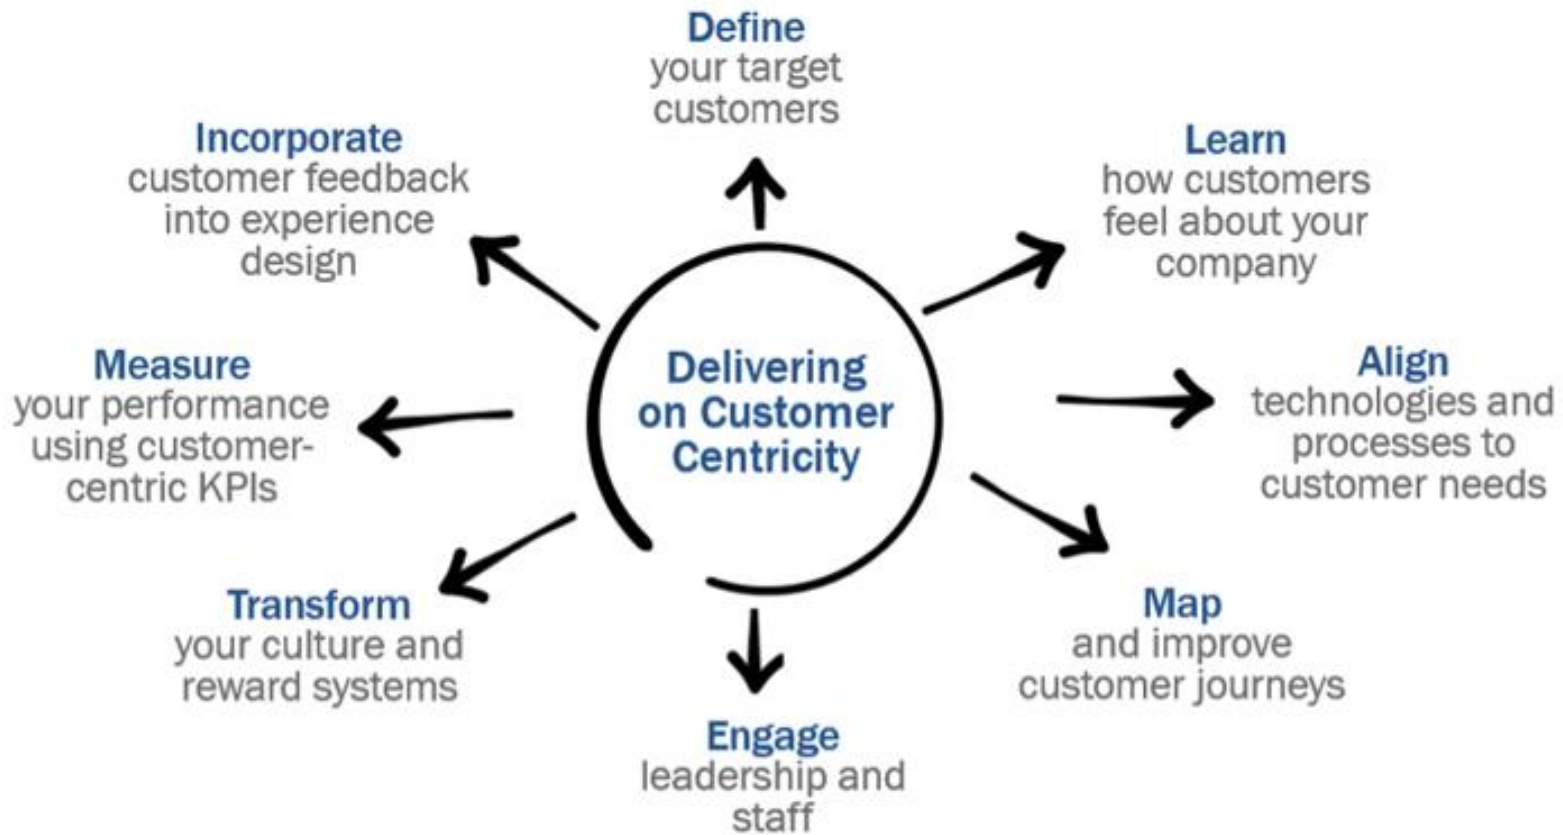 Define
your target
customers
Learn
how customers
feel about your
company
Align
technologies and
processes to
customer needs
Map
and improve
customer journeys
Engage
leadership and
staff
Transform
your culture and
reward systems
Measure
your performance
using customer-
centric KPIs
Incorporate
customer feedback
into experience
design
Delivering
on Customer
Centricity